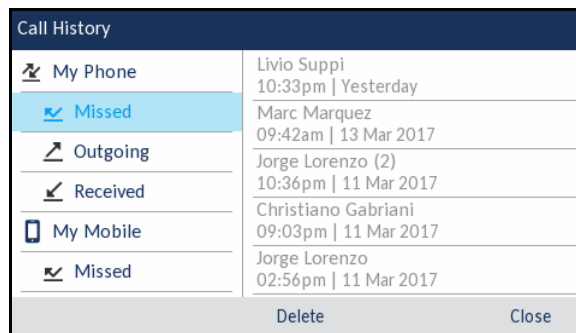 Call History
My Phone
Missed
Outgoing
Received
My Mobile
Missed
Livio Suppi
10:33pm | Yesterday
Marc Marquez
09:42am | 13 Mar 2017
Jorge Lorenzo (2)
10:36pm | 11 Mar 2017
Christiano Gabriani
09:03pm | 11 Mar 2017
Jorge Lorenzo
02:56pm | 11 Mar 2017
Delete
Close